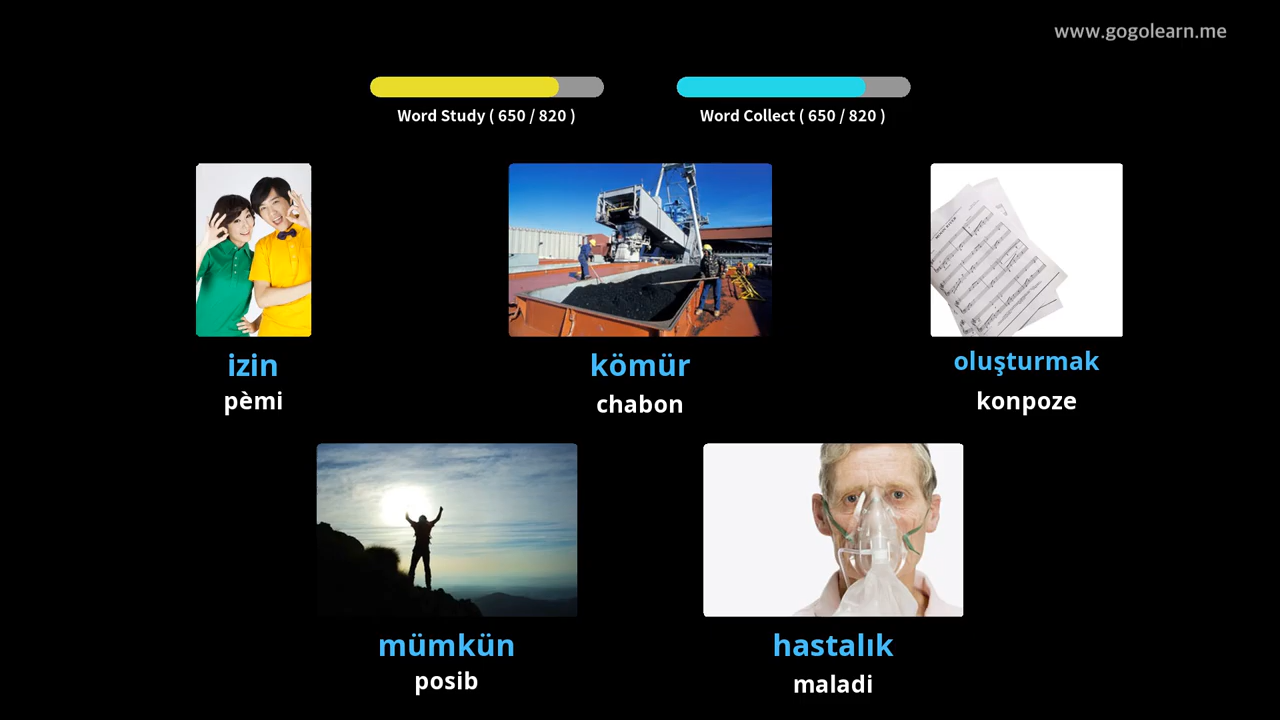 www.gogolearn.me
Word Study ( 650 / 820 )
Word Collect ( 650 / 820 )
izin
pèmi
kömür
chabon
oluşturmak
konpoze
mümkün
posib
hastalık
maladi